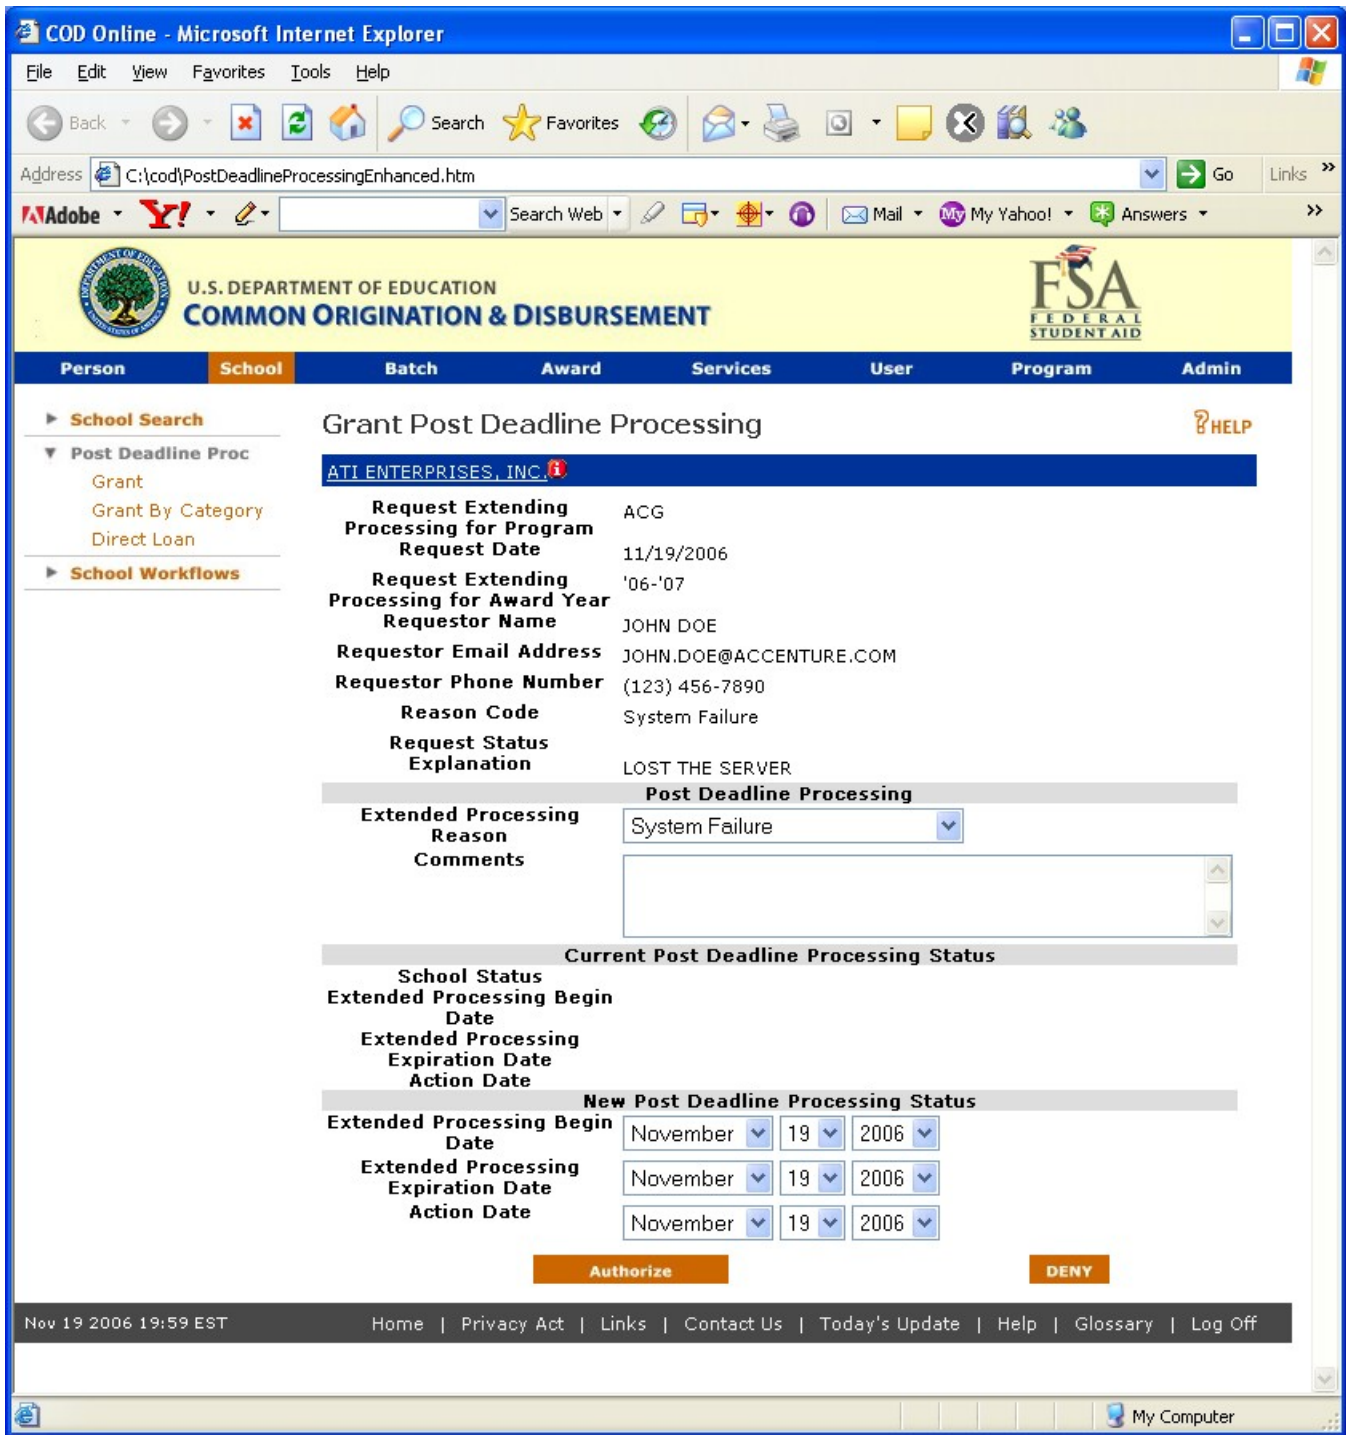 COD Online - Microsoft Internet Explorer
File Edit View Favorites Tools Help
Back Search Favorites
Address C:\cod\PostDeadlineProcessingEnhanced.htm Go Links »
Adobe Y! Search Web Mail My My Yahoo! Answers »
U.S. DEPARTMENT OF EDUCATION
COMMON ORIGINATION & DISBURSEMENT
FSA
FEDERAL
STUDENT AID
Person School Batch Award Services User Program Admin
School Search
Post Deadline Proc
Grant
Grant By Category
Direct Loan
School Workflows
Grant Post Deadline Processing
? HELP
ATI ENTERPRISES, INC.
Request Extending
Processing for Program ACG
Request Date 11/19/2006
Request Extending
Processing for Award Year '06-'07
Requestor Name JOHN DOE
Requestor Email Address JOHN.DOE@ACCENTURE.COM
Requestor Phone Number (123) 456-7890
Reason Code System Failure
Request Status
Explanation LOST THE SERVER
Post Deadline Processing
Extended Processing
Reason System Failure
Comments
Current Post Deadline Processing Status
School Status
Extended Processing Begin
Date
Extended Processing
Expiration Date
Action Date
New Post Deadline Processing Status
Extended Processing Begin
Date November 19 2006
Extended Processing
Expiration Date November 19 2006
Action Date November 19 2006
Authorize DENY
Nov 19 2006 19:59 EST Home | Privacy Act | Links | Contact Us | Today's Update | Help | Glossary | Log Off
My Computer